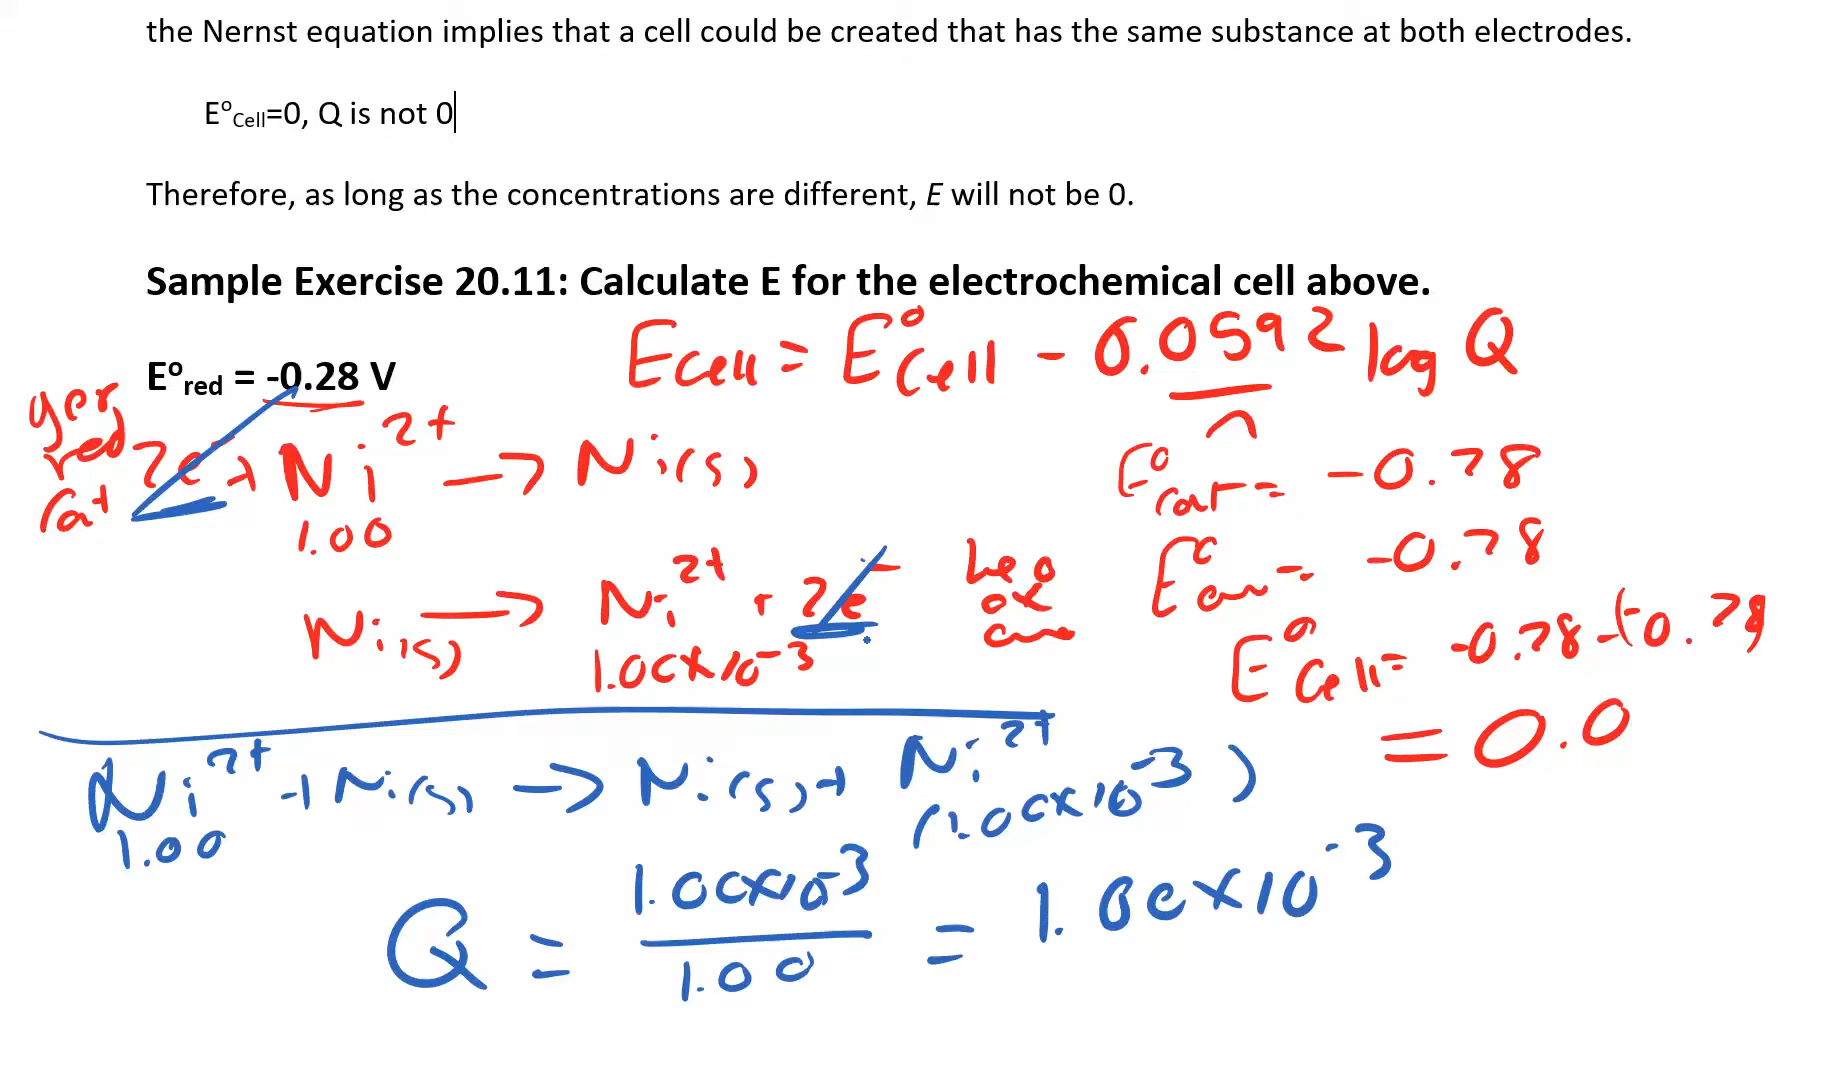 the Nernst equation implies that a cell could be created that has the same substance at both electrodes.
E°Cell=0, Q is not 0
Therefore, as long as the concentrations are different, E will not be 0.
Sample Exercise 20.11: Calculate E for the electrochemical cell above.
Ecell = E°Cell - 0.0592/n log Q
E°red = -0.28 V
ger
red
cat
2e⁻ + Ni²⁺ → Ni(s)
1.00
E°cat = -0.28
Ni(s) → Ni²⁺ + 2e⁻
1.00x10⁻³
Leo
ox
an
E°an = -0.28
E°Cell = -0.28 - (-0.28)
= 0.0
Ni²⁺ + Ni(s) → Ni(s) + Ni²⁺
1.00
(1.00x10⁻³)
Q = 1.00x10⁻³/1.00 = 1.00x10⁻³